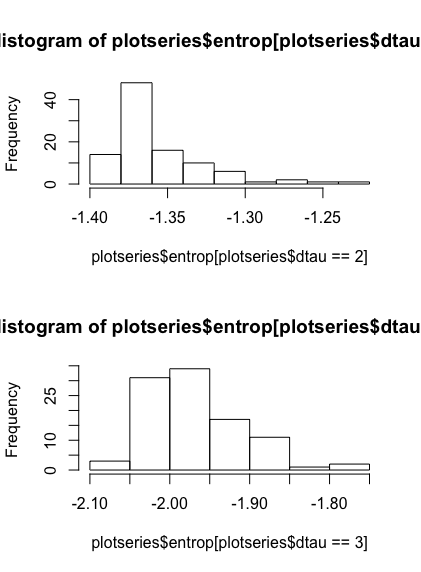 listogram of plotseries$entrop[plotseries$dtau
Frequency
40
20
0
-1.40 -1.35 -1.30 -1.25
plotseries$entrop[plotseries$dtau == 2]
listogram of plotseries$entrop[plotseries$dtau
Frequency
25
10
0
-2.10 -2.00 -1.90 -1.80
plotseries$entrop[plotseries$dtau == 3]